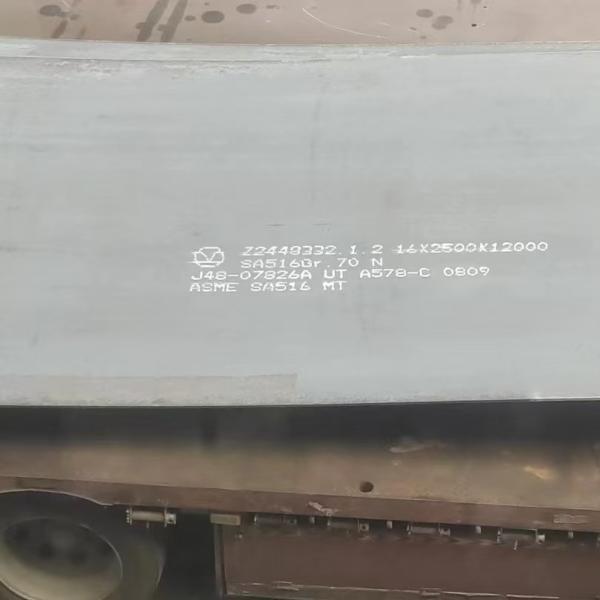 Z2448332.1.2 16X2500X12000
SA516Gr.70 N
J48-07826A UT A578-C 0809
ASME SA516 MT